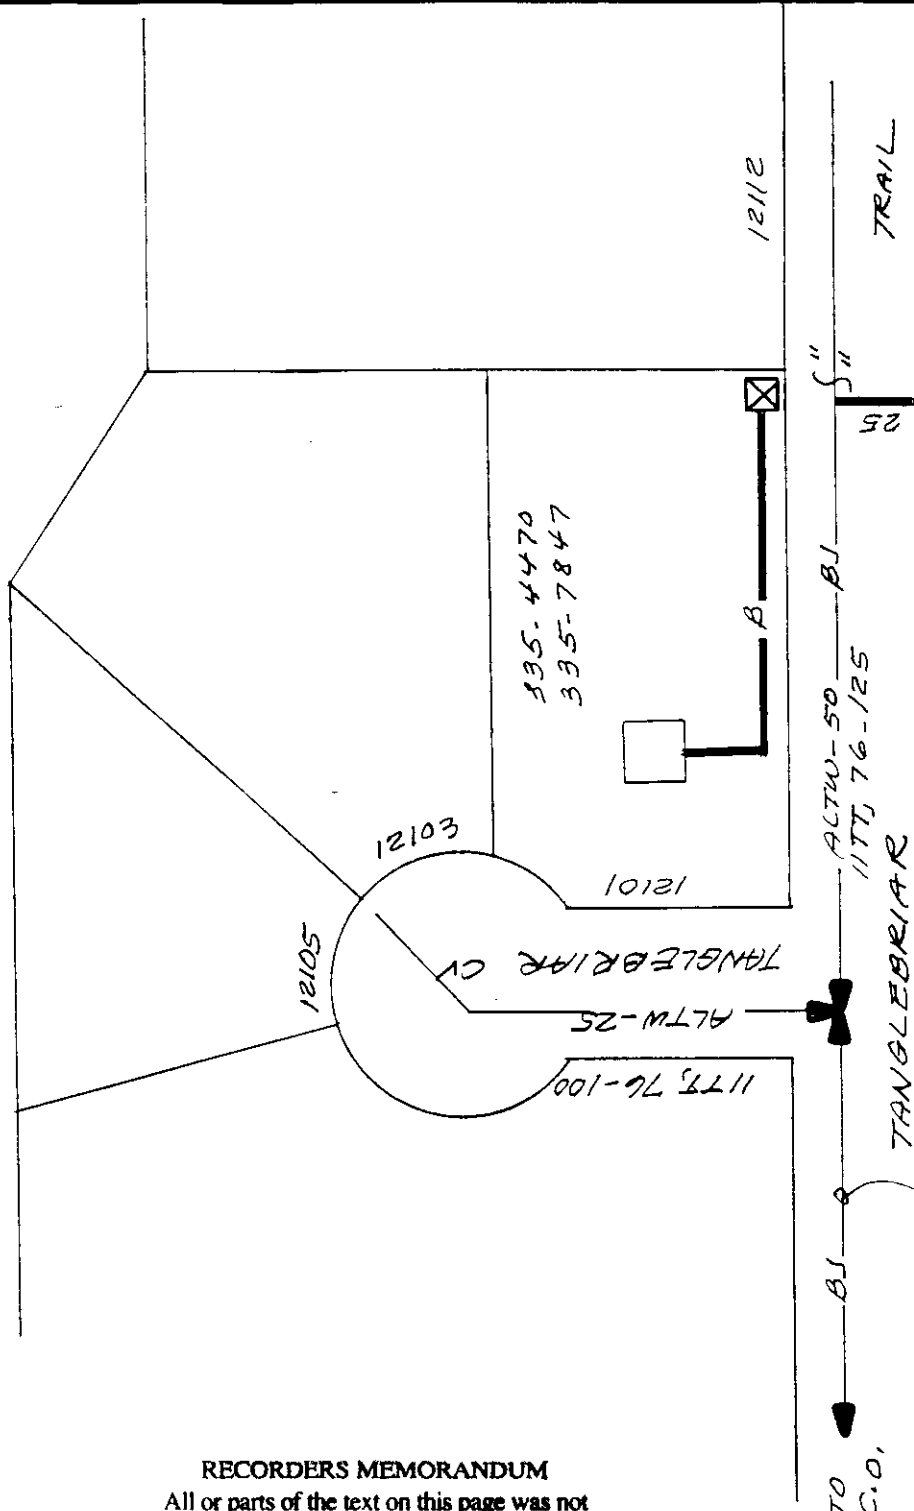 12112
TRAIL
"S"
25
335-4470
335-7847
B
BJ
ALTW-50
11TT, 76-125
12103
12101
12105
TANGLEBRIAR CV
ALTW-25
11TT, 76-100
TANGLEBRIAR
BJ
TO
C.O.
RECORDERS MEMORANDUM
All or parts of the text on this page was not